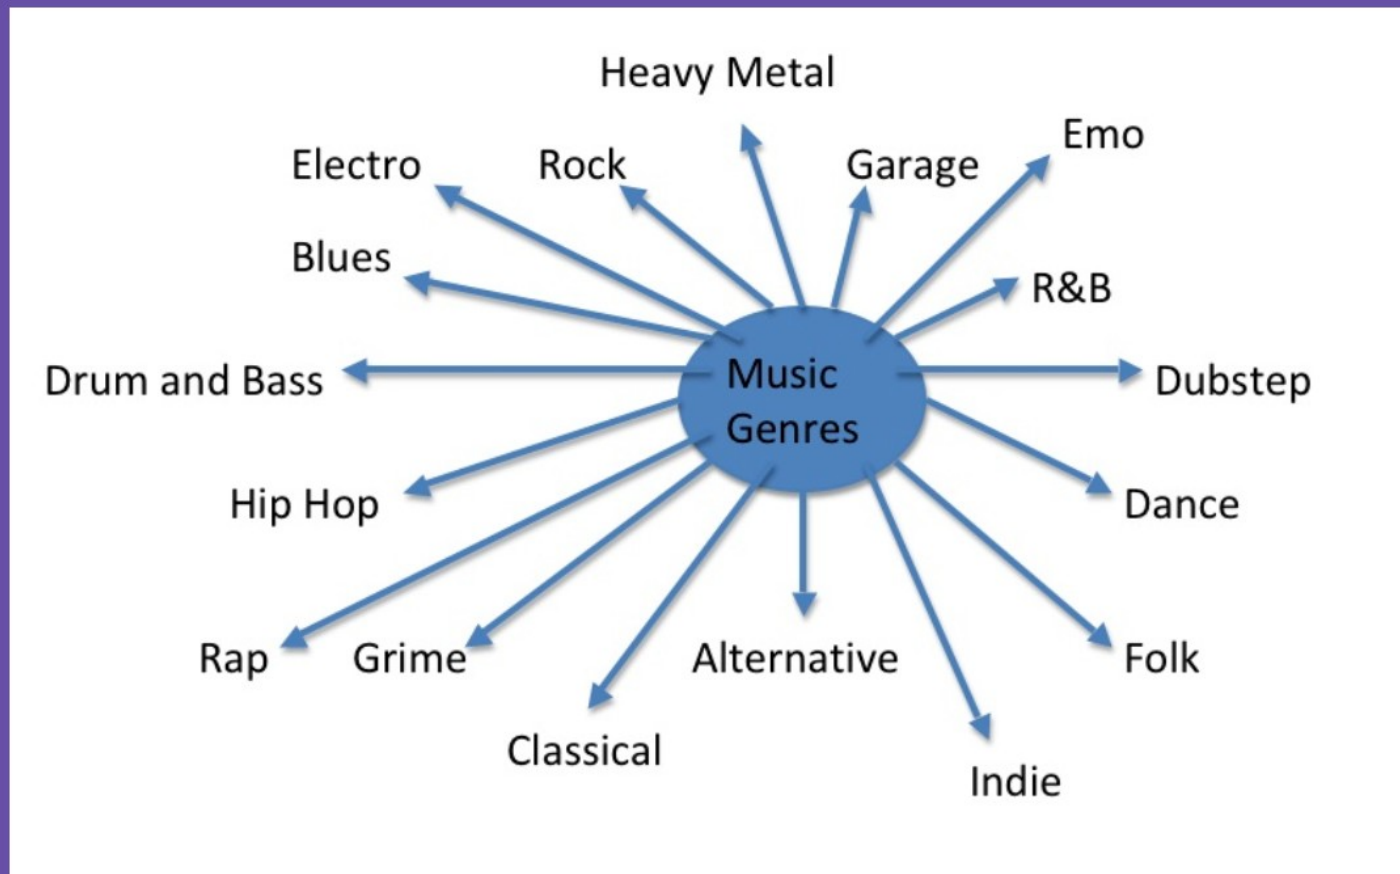 Heavy Metal
Emo
Electro
Rock
Garage
Blues
R&B
Music
Genres
Drum and Bass
Dubstep
Hip Hop
Dance
Rap
Grime
Alternative
Folk
Classical
Indie